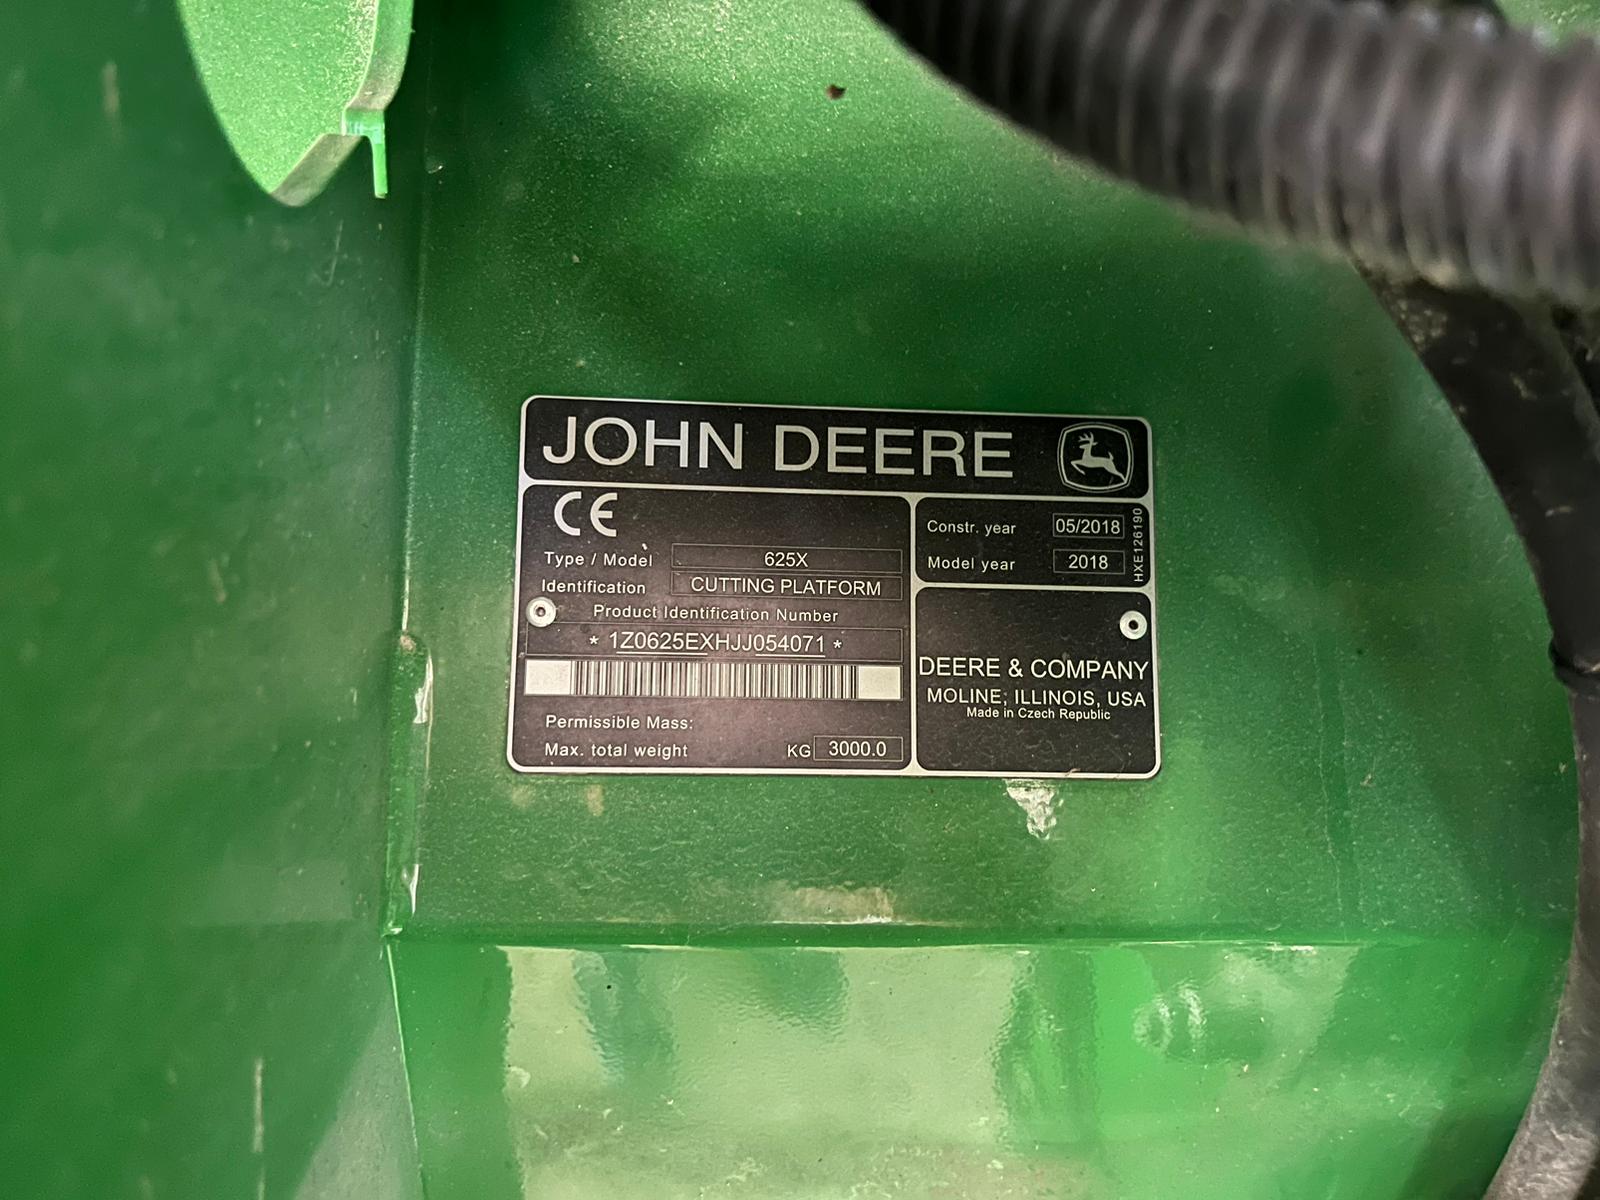 JOHN DEERE
CE
Type / Model 625X
Identification CUTTING PLATFORM
Product Identification Number
* 1Z0625EXHJJ054071 *
Permissible Mass:
Max. total weight KG 3000.0
Constr. year 05/2018
Model year 2018
HXE126190
DEERE & COMPANY
MOLINE, ILLINOIS, USA
Made in Czech Republic